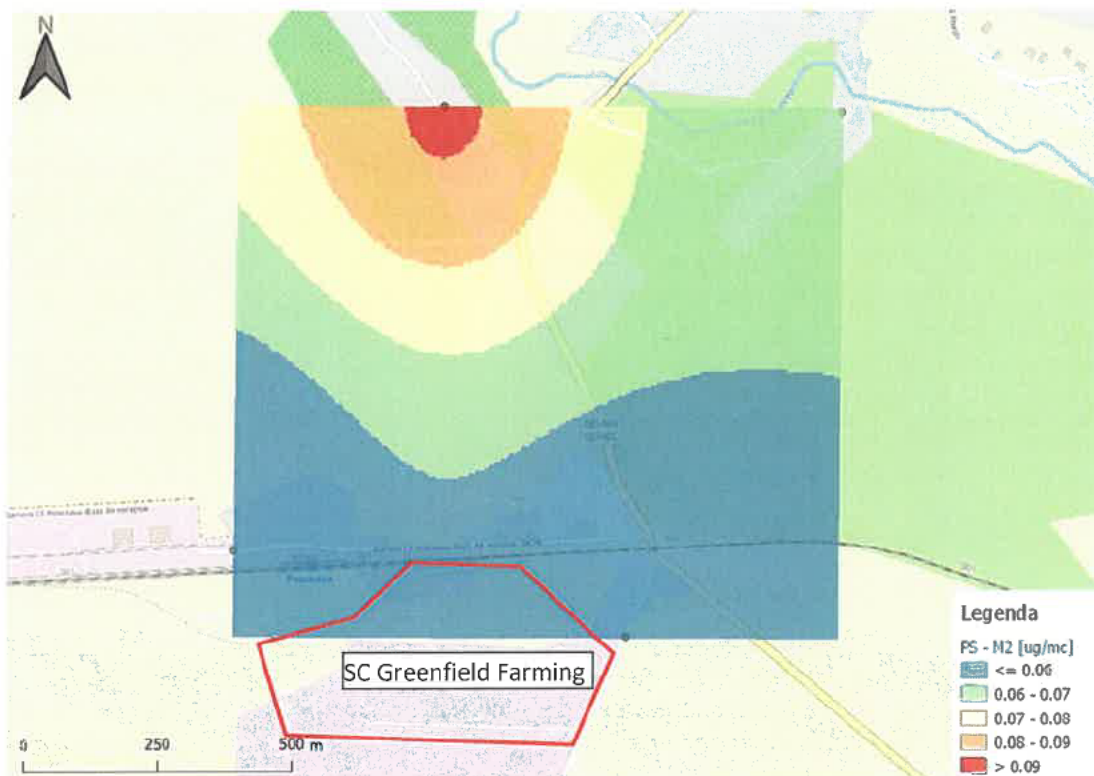 N
SC Greenfield Farming
0 250 500 m
Legenda
PS - M2 [ug/mc]
<= 0.06
0.06 - 0.07
0.07 - 0.08
0.08 - 0.09
> 0.09